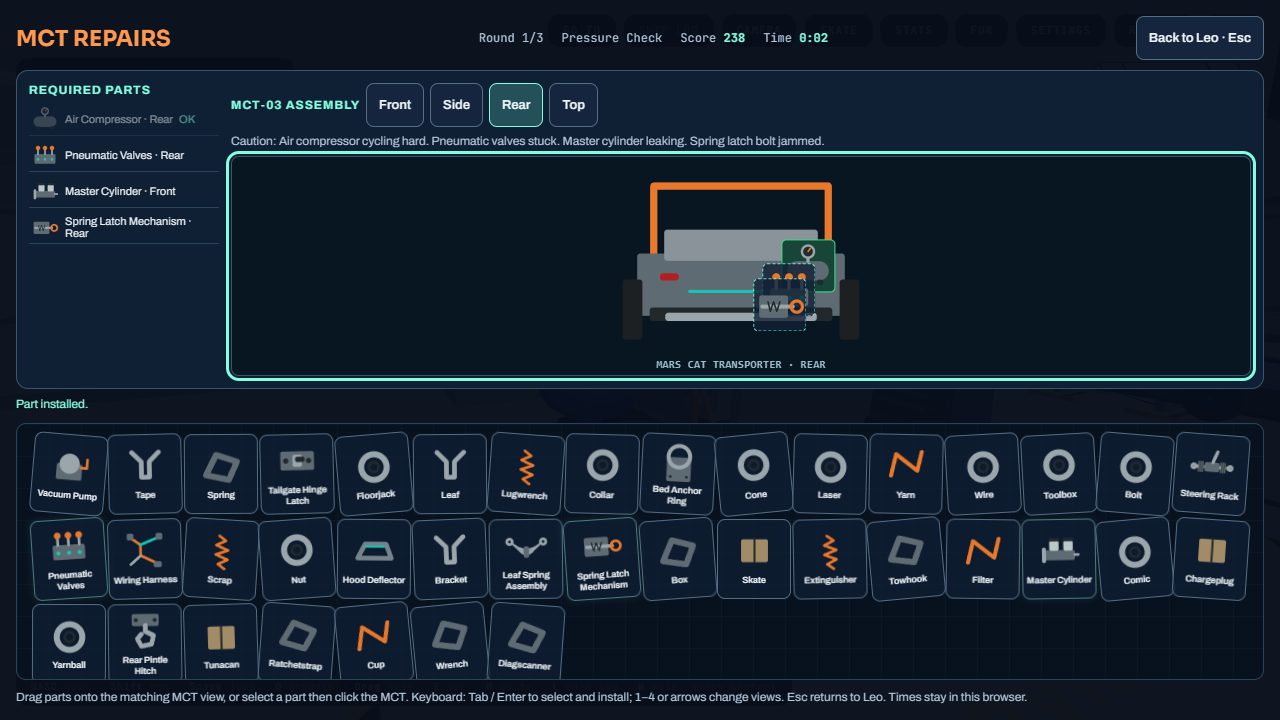 MCT REPAIRS
Round 1/3 Pressure Check Score 238 Time 0:02
Back to Leo · Esc
REQUIRED PARTS
Air Compressor · Rear OK
Pneumatic Valves · Rear
Master Cylinder · Front
Spring Latch Mechanism ·
Rear
MCT-03 ASSEMBLY
Front
Side
Rear
Top
Caution: Air compressor cycling hard. Pneumatic valves stuck. Master cylinder leaking. Spring latch bolt jammed.
W
MARS CAT TRANSPORTER · REAR
Part installed.
Vacuum Pump
Tape
Spring
Tailgate Hinge
Latch
Floorjack
Leaf
Lugwrench
Collar
Bed Anchor
Ring
Cone
Laser
Yarn
Wire
Toolbox
Bolt
Steering Rack
Pneumatic
Valves
Wiring Harness
Scrap
Nut
Hood Deflector
Bracket
Leaf Spring
Assembly
W
Spring Latch
Mechanism
Box
Skate
Extinguisher
Towhook
Filter
Master Cylinder
Comic
Chargeplug
Yarnball
Rear Pintle
Hitch
Tunacan
Ratchetstrap
Cup
Wrench
Diagscanner
Drag parts onto the matching MCT view, or select a part then click the MCT. Keyboard: Tab / Enter to select and install; 1–4 or arrows change views. Esc returns to Leo. Times stay in this browser.